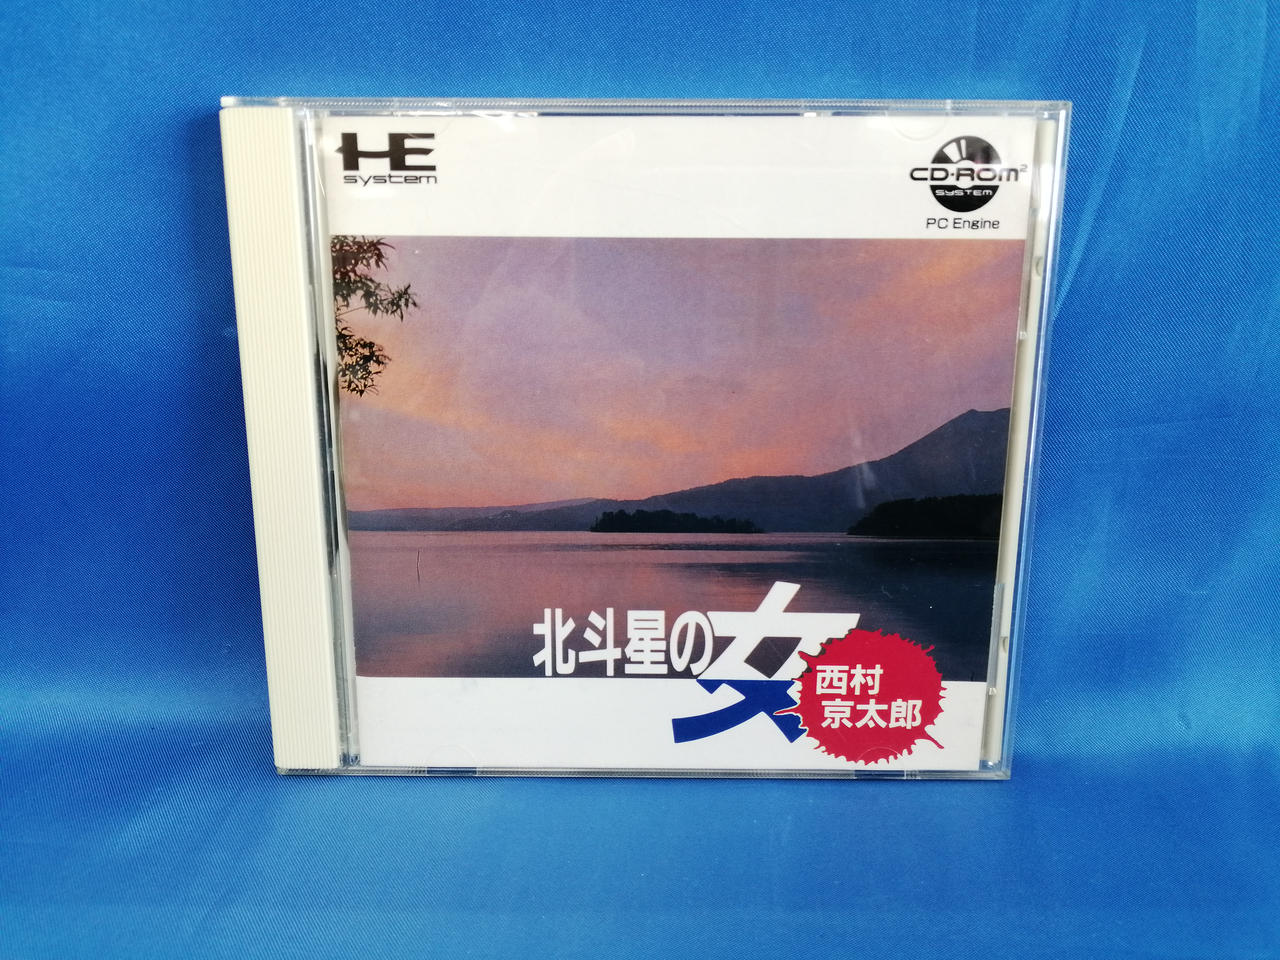 HE
system
CD-ROM²
SYSTEM
PC Engine
北斗星の女
西村
京太郎